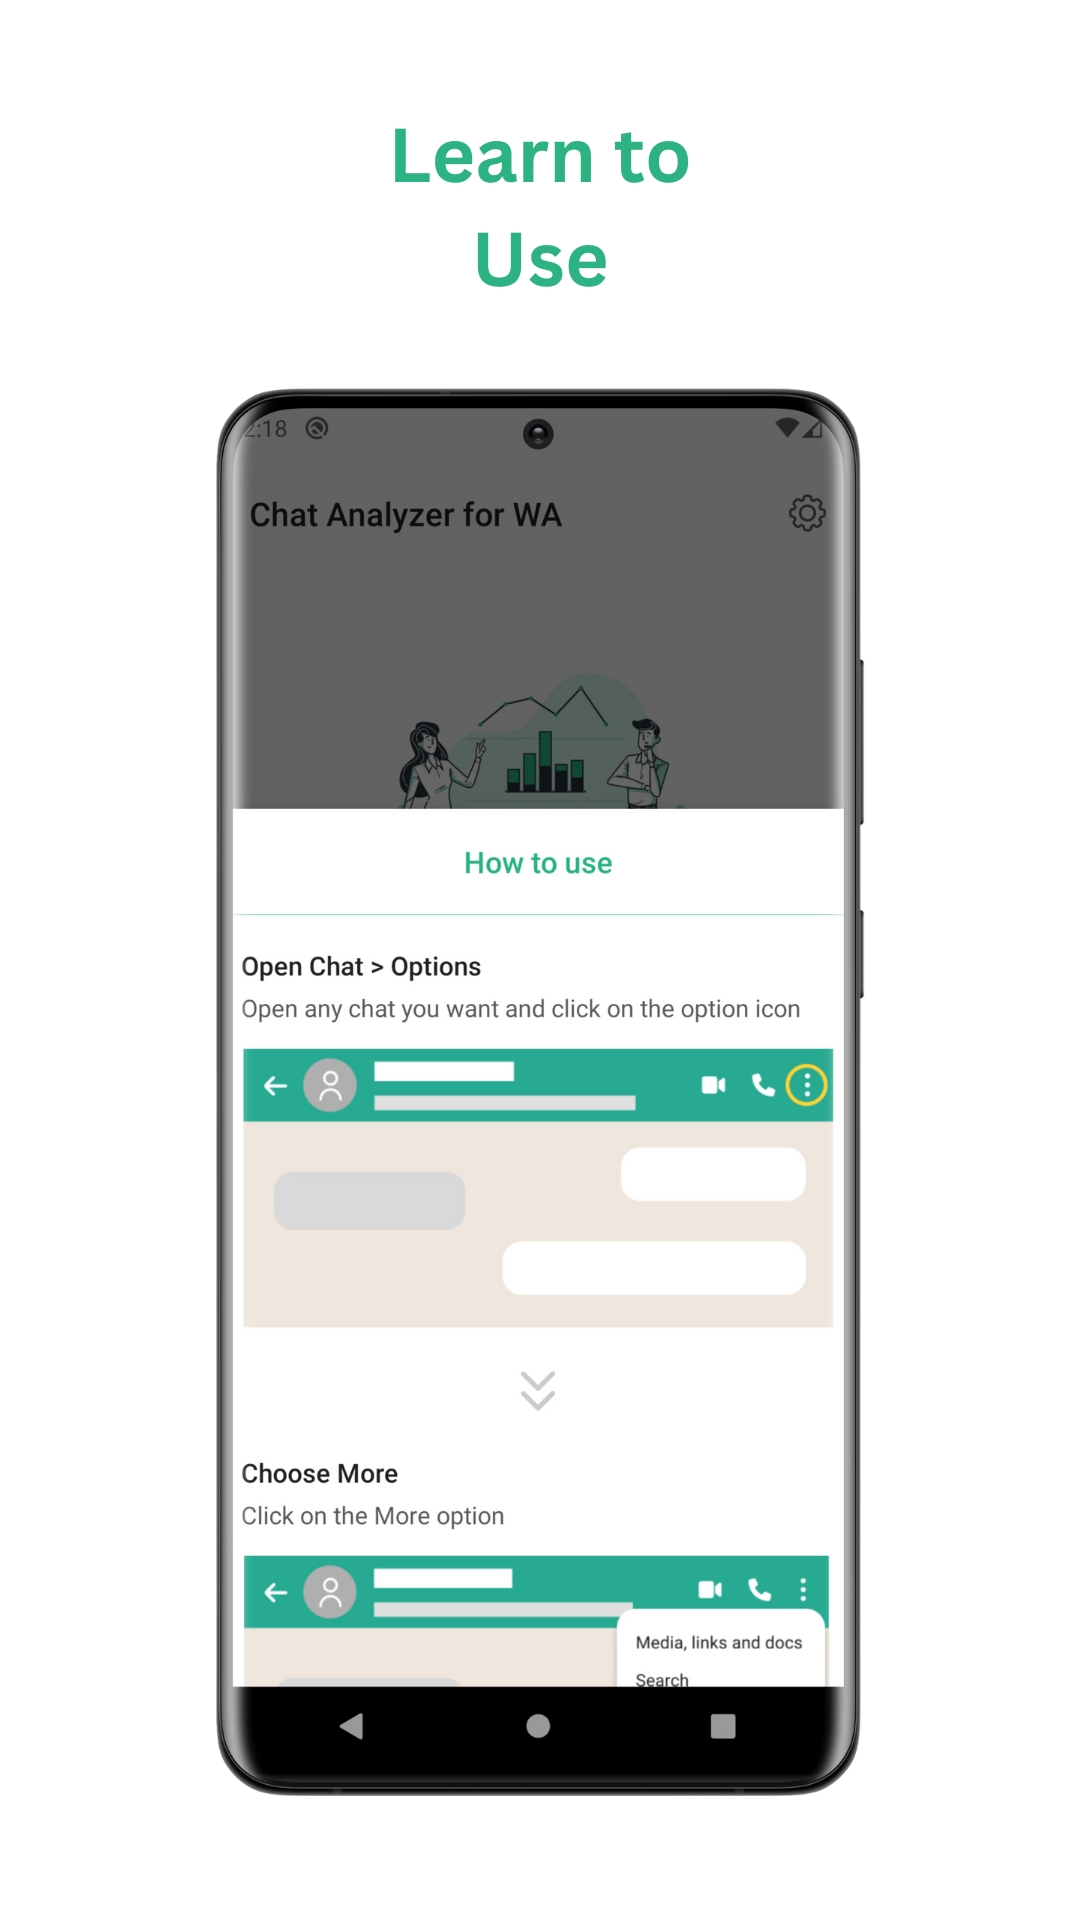 Learn to
Use
2:18
Chat Analyzer for WA
How to use
Open Chat > Options
Open any chat you want and click on the option icon
Choose More
Click on the More option
Media, links and docs
Search